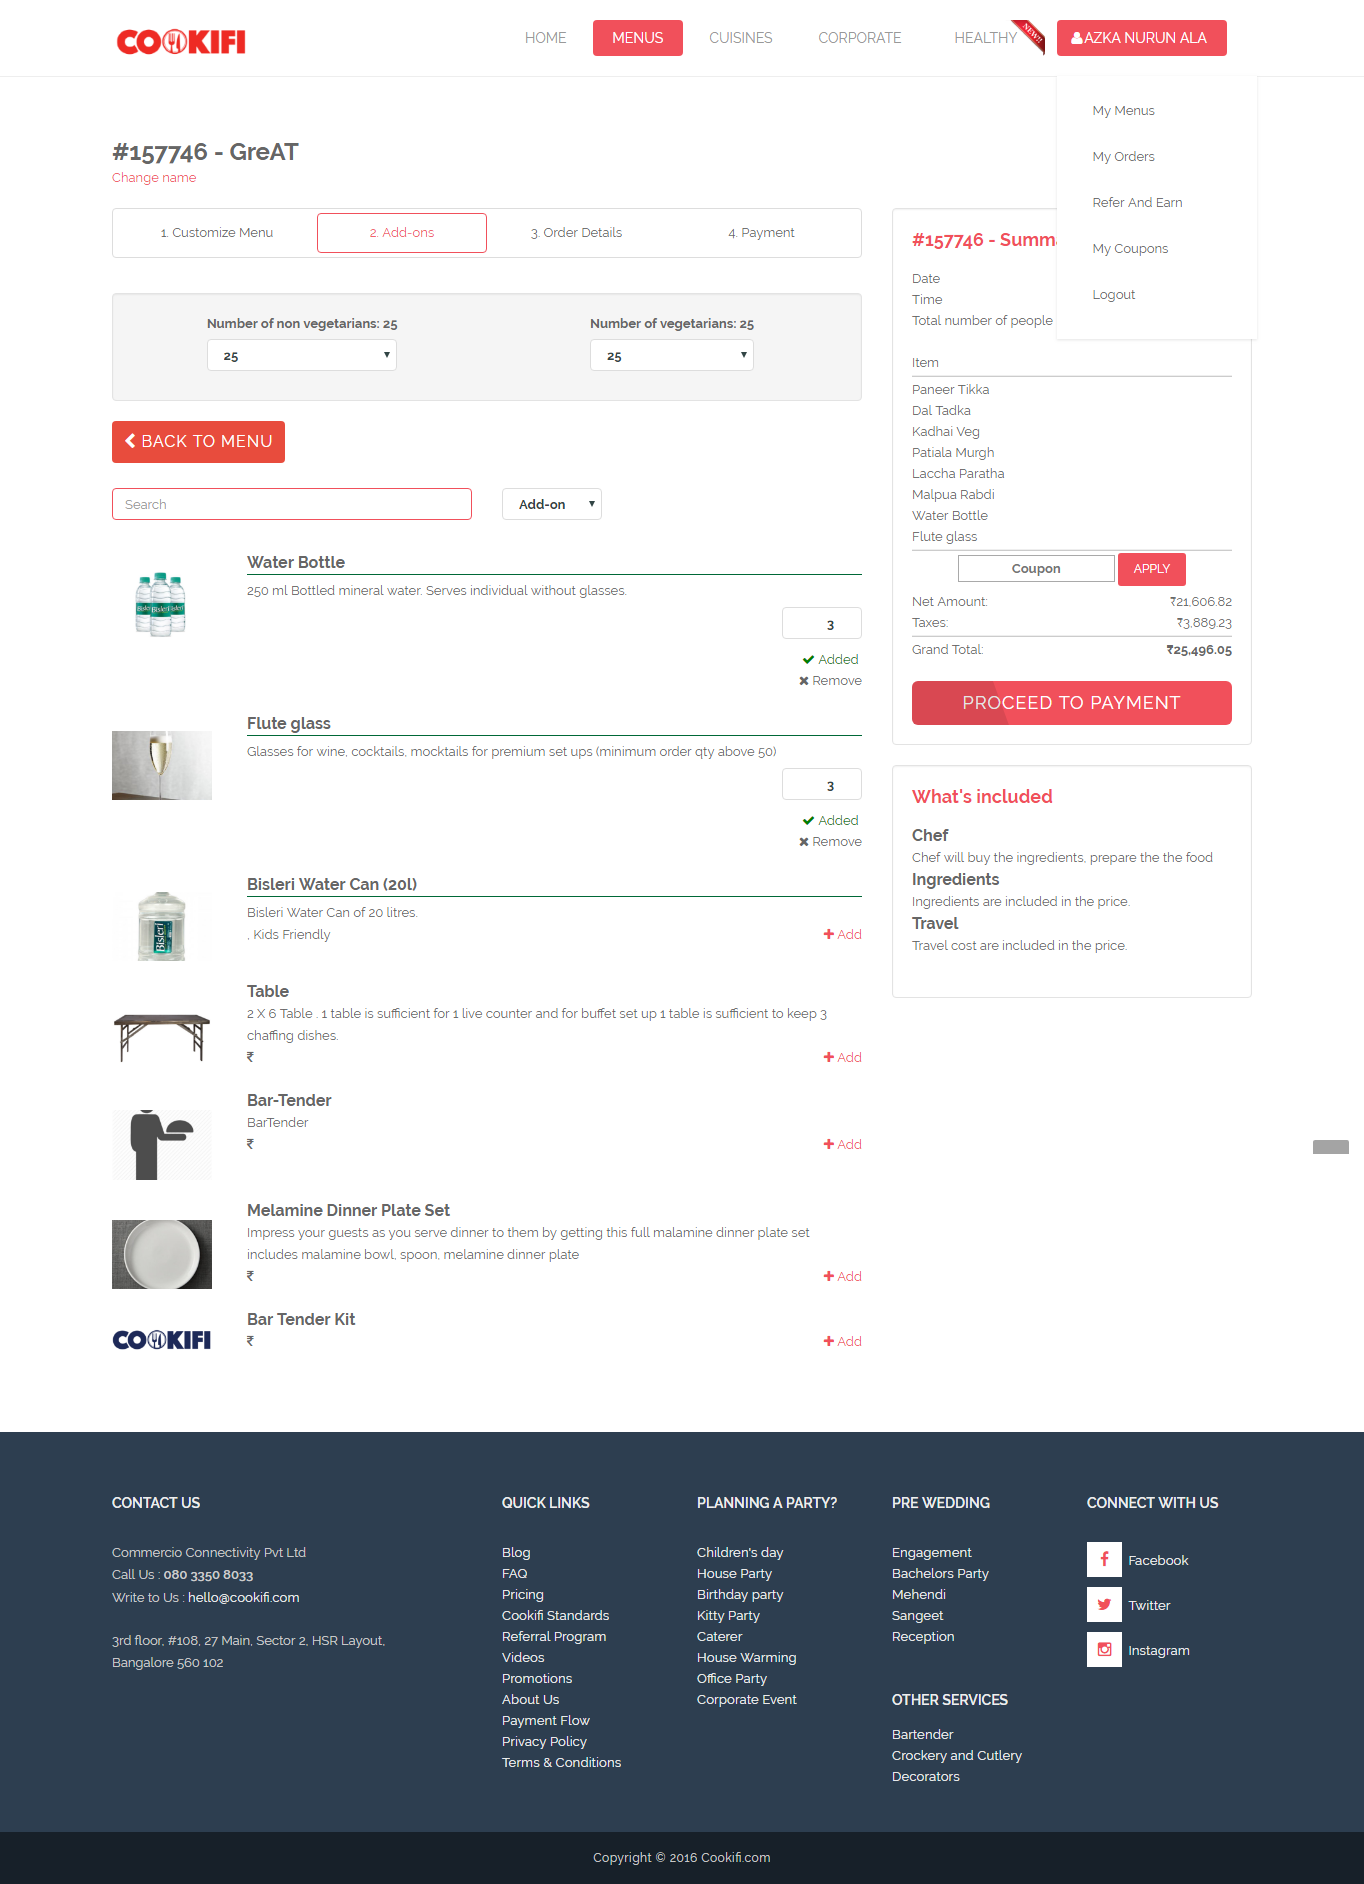 COOKIFI
HOME
MENUS
CUISINES
CORPORATE
HEALTHY
NEW!!
AZKA NURUN ALA
My Menus
My Orders
Refer And Earn
My Coupons
Logout
#157746 - GreAT
Change name
1. Customize Menu
2. Add-ons
3. Order Details
4. Payment
Number of non vegetarians: 25
25
Number of vegetarians: 25
25
BACK TO MENU
Search
Add-on
Water Bottle
250 ml Bottled mineral water. Serves individual without glasses.
3
Added
Remove
Flute glass
Glasses for wine, cocktails, mocktails for premium set ups (minimum order qty above 50)
3
Added
Remove
Bisleri
Bisleri Water Can (20l)
Bisleri Water Can of 20 litres.
, Kids Friendly
Add
Table
2 X 6 Table . 1 table is sufficient for 1 live counter and for buffet set up 1 table is sufficient to keep 3
chaffing dishes.
₹
Add
Bar-Tender
BarTender
₹
Add
Melamine Dinner Plate Set
Impress your guests as you serve dinner to them by getting this full malamine dinner plate set
includes malamine bowl, spoon, melamine dinner plate
₹
Add
COOKIFI
Bar Tender Kit
₹
Add
#157746 - Summa
Date
Time
Total number of people
Item
Paneer Tikka
Dal Tadka
Kadhai Veg
Patiala Murgh
Laccha Paratha
Malpua Rabdi
Water Bottle
Flute glass
Coupon
APPLY
Net Amount: ₹21,606.82
Taxes: ₹3,889.23
Grand Total: ₹25,496.05
PROCEED TO PAYMENT
What's included
Chef
Chef will buy the ingredients, prepare the the food
Ingredients
Ingredients are included in the price.
Travel
Travel cost are included in the price.
CONTACT US
Commercio Connectivity Pvt Ltd
Call Us : 080 3350 8033
Write to Us : hello@cookifi.com
3rd floor, #108, 27 Main, Sector 2, HSR Layout,
Bangalore 560 102
QUICK LINKS
Blog
FAQ
Pricing
Cookifi Standards
Referral Program
Videos
Promotions
About Us
Payment Flow
Privacy Policy
Terms & Conditions
PLANNING A PARTY?
Children's day
House Party
Birthday party
Kitty Party
Caterer
House Warming
Office Party
Corporate Event
PRE WEDDING
Engagement
Bachelors Party
Mehendi
Sangeet
Reception
OTHER SERVICES
Bartender
Crockery and Cutlery
Decorators
CONNECT WITH US
Facebook
Twitter
Instagram
Copyright © 2016 Cookifi.com